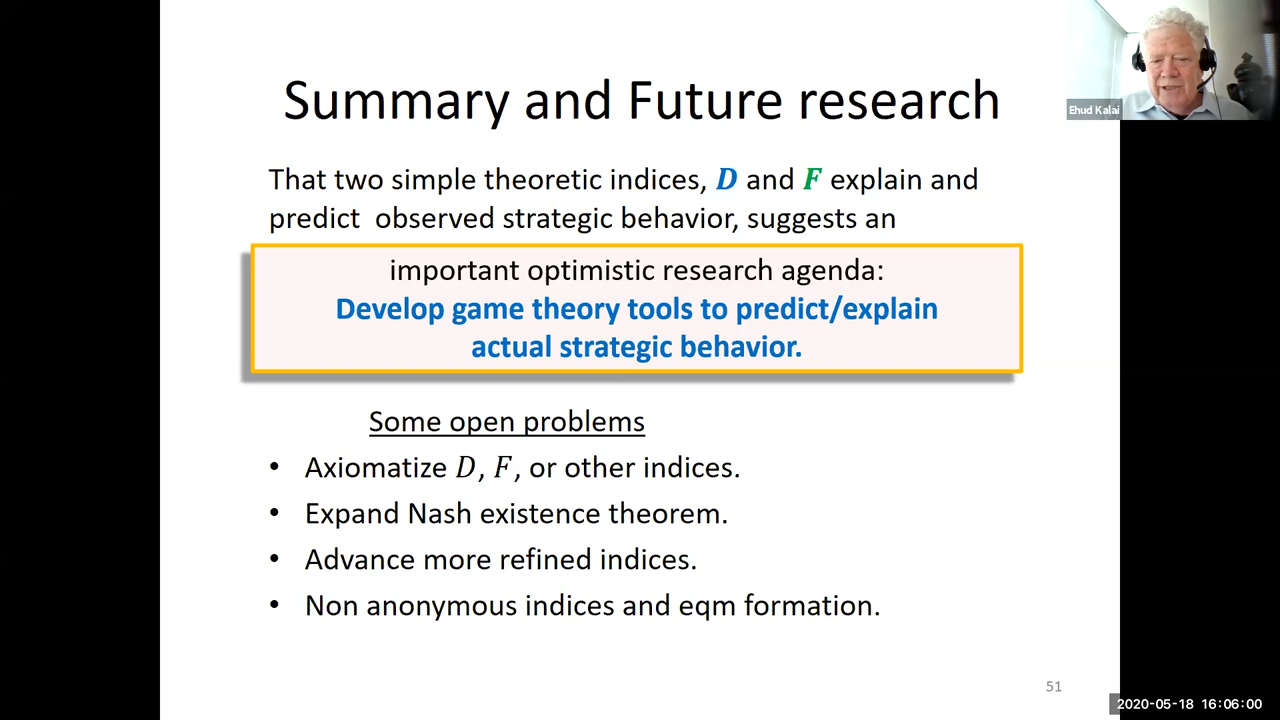 Summary and Future research
Ehud Kalai
That two simple theoretic indices, D and F explain and
predict observed strategic behavior, suggests an
important optimistic research agenda:
Develop game theory tools to predict/explain
actual strategic behavior.
Some open problems
• Axiomatize D, F, or other indices.
• Expand Nash existence theorem.
• Advance more refined indices.
• Non anonymous indices and eqm formation.
51
2020-05-18 16:06:00